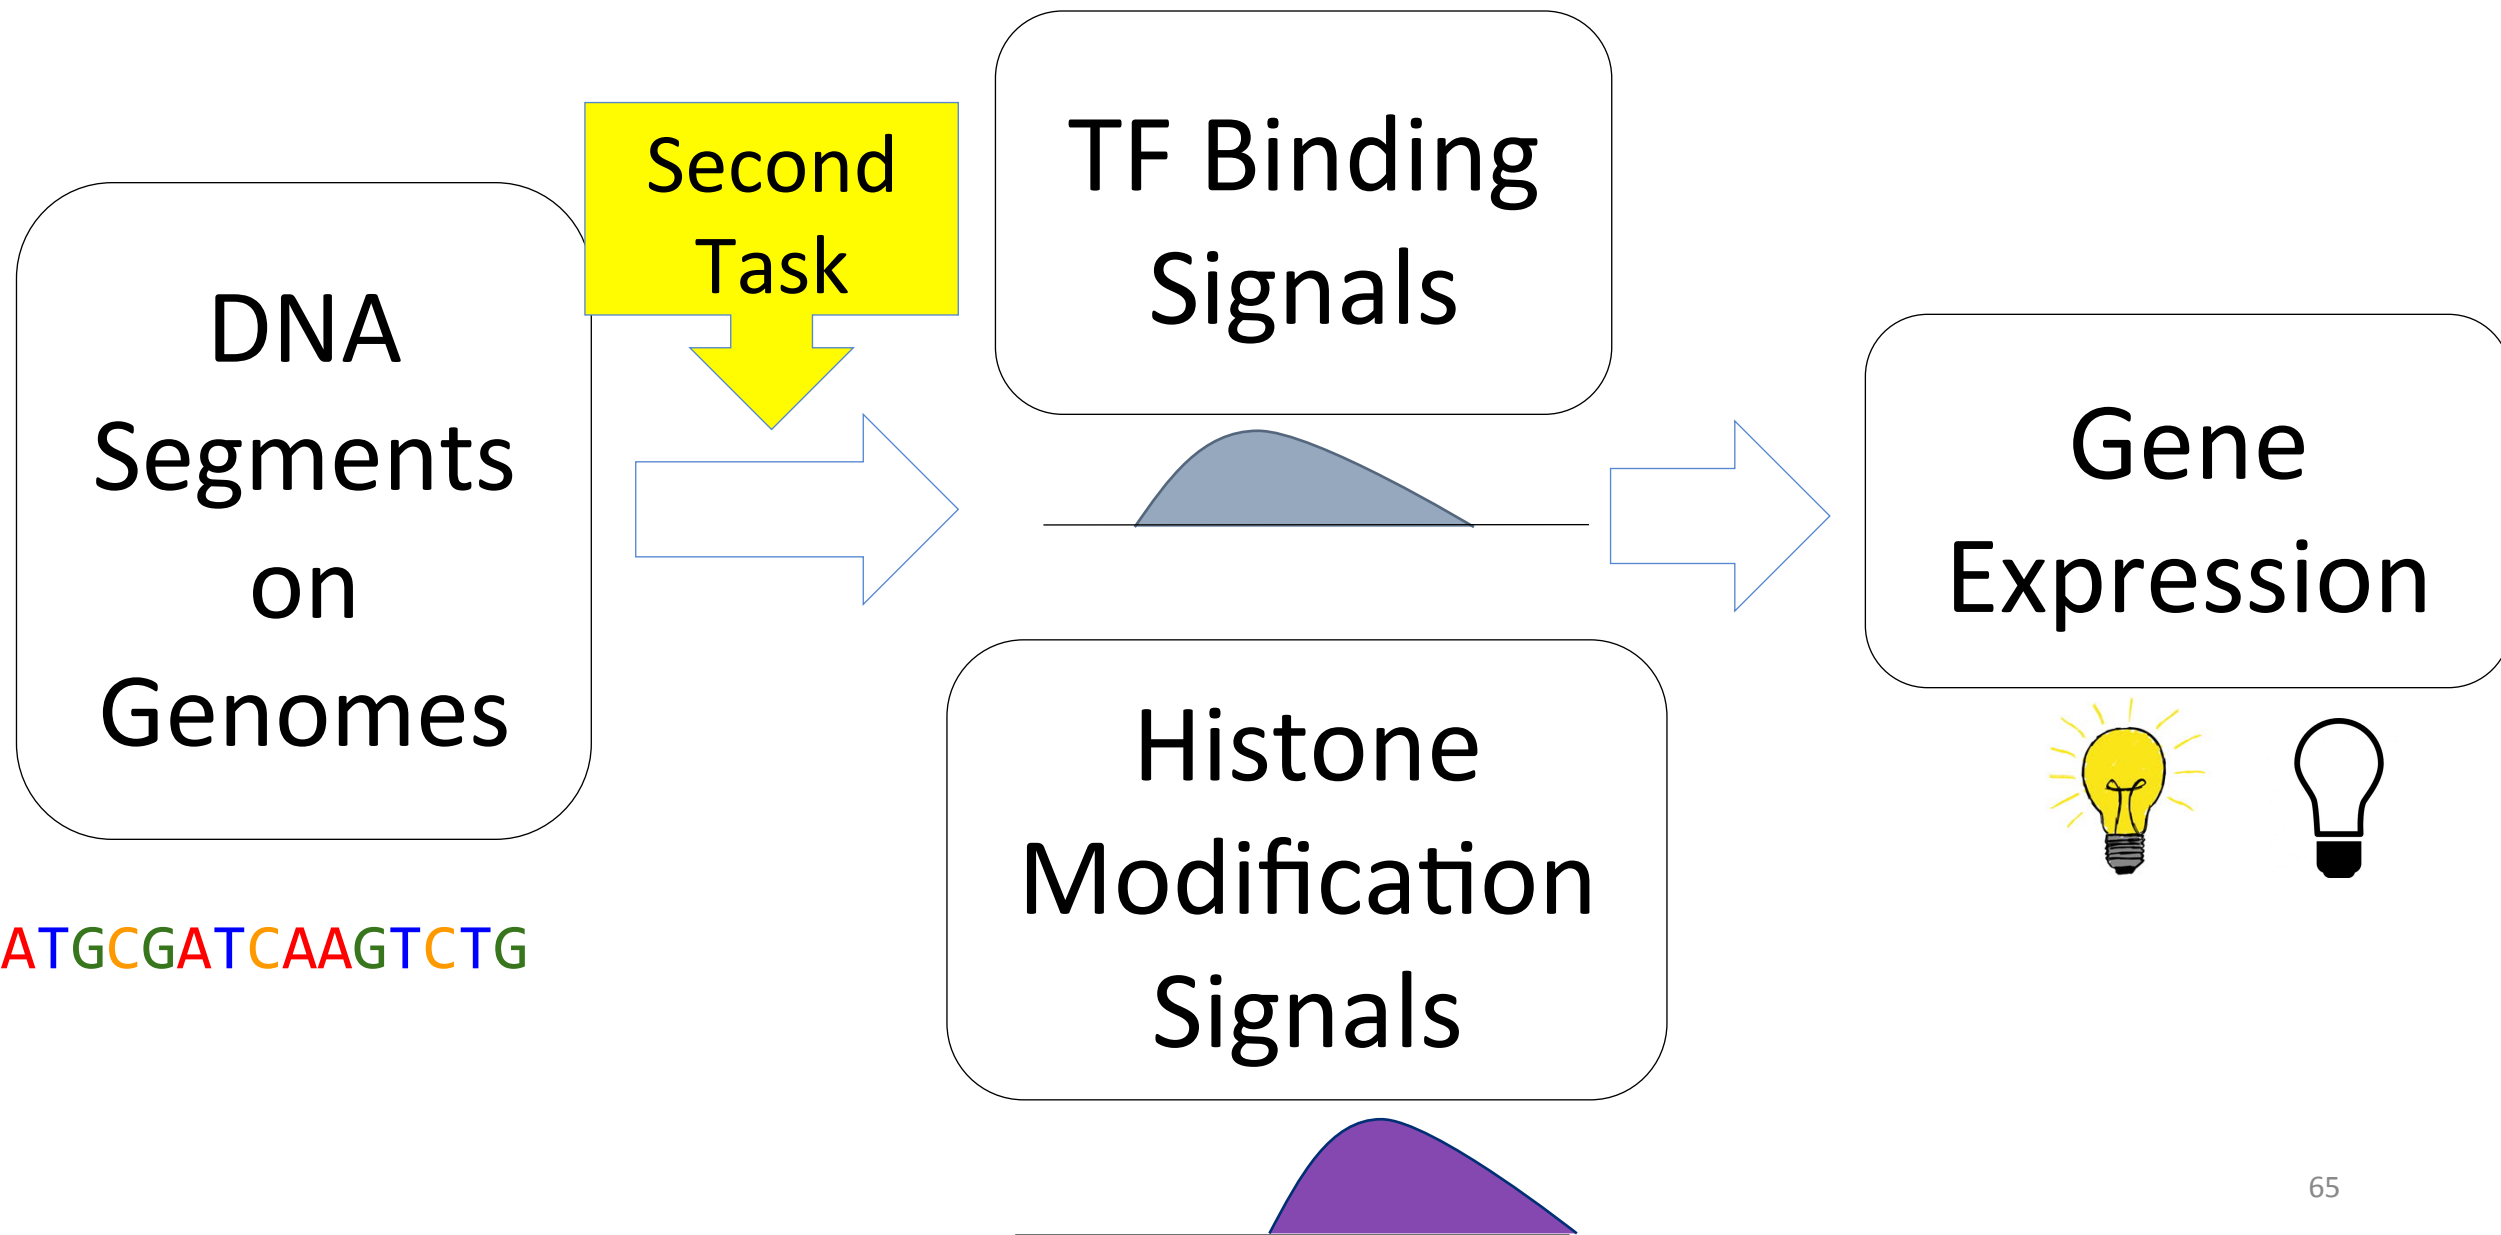 DNA
Segments
on
Genomes
ATGCGATCAAGTCTG
Second
Task
TF Binding
Signals
Histone
Modification
Signals
Gene
Expression
65